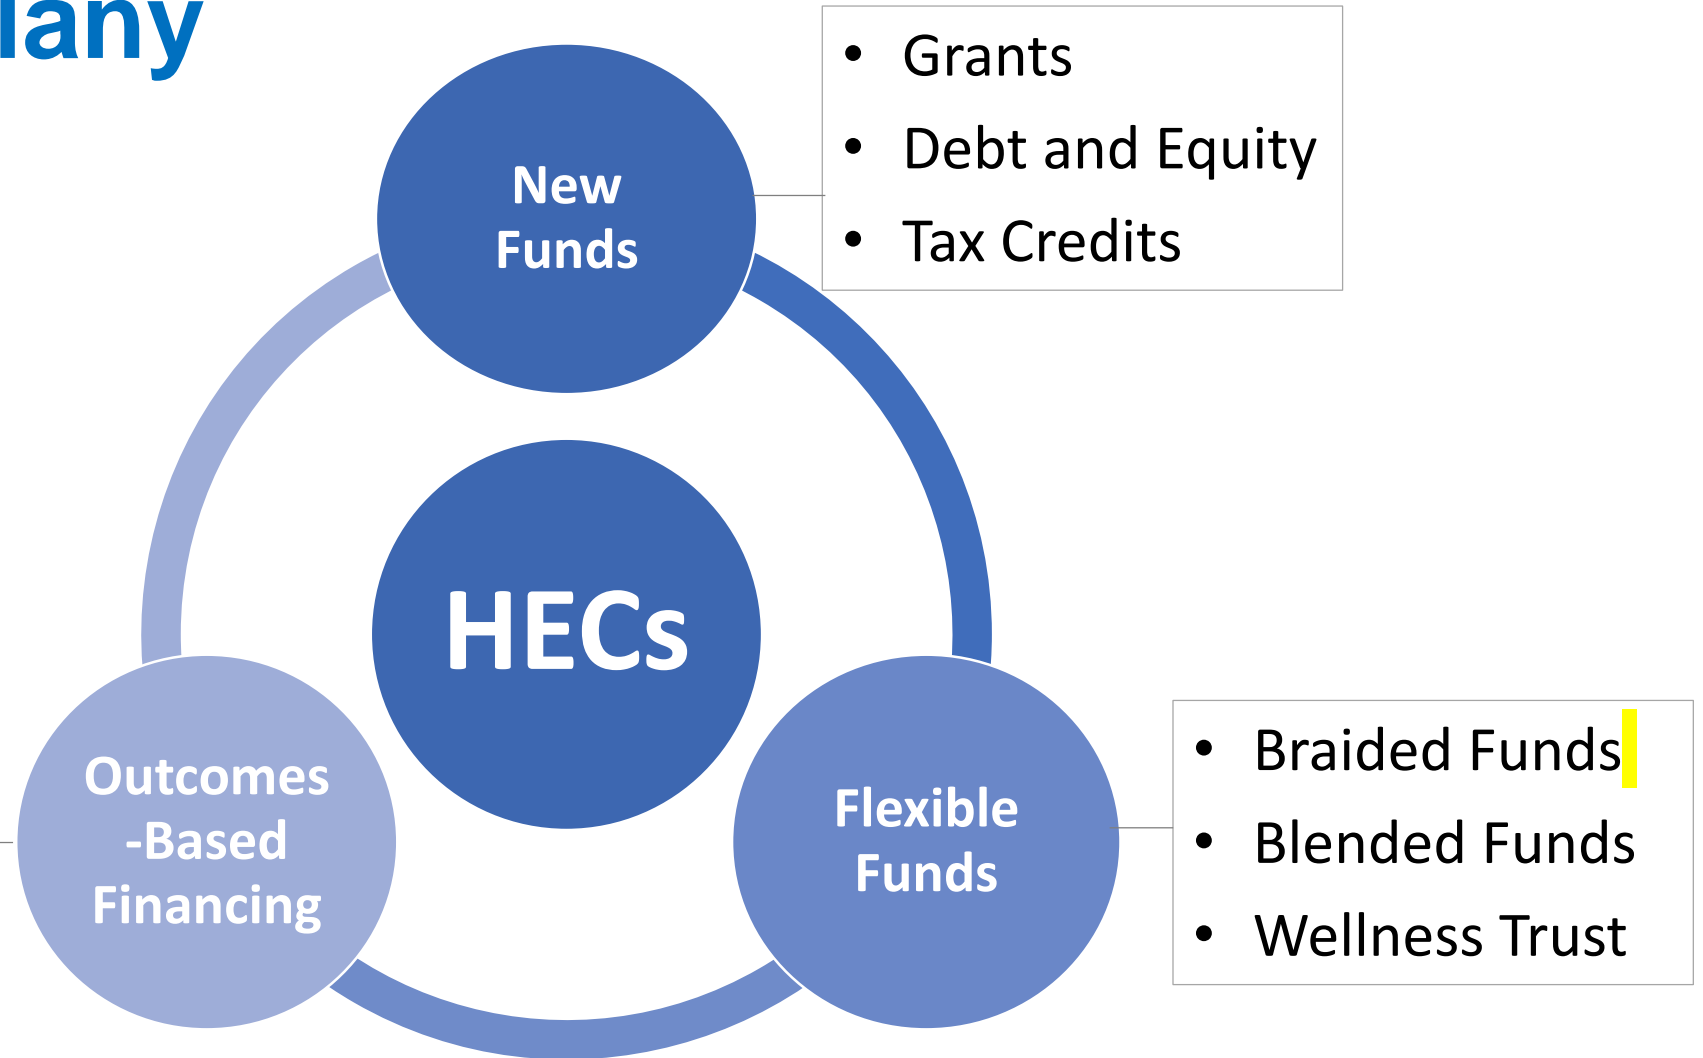 • Grants
• Debt and Equity
• Tax Credits
New
Funds
HECs
Outcomes
-Based
Financing
Flexible
Funds
• Braided Funds
• Blended Funds
• Wellness Trust